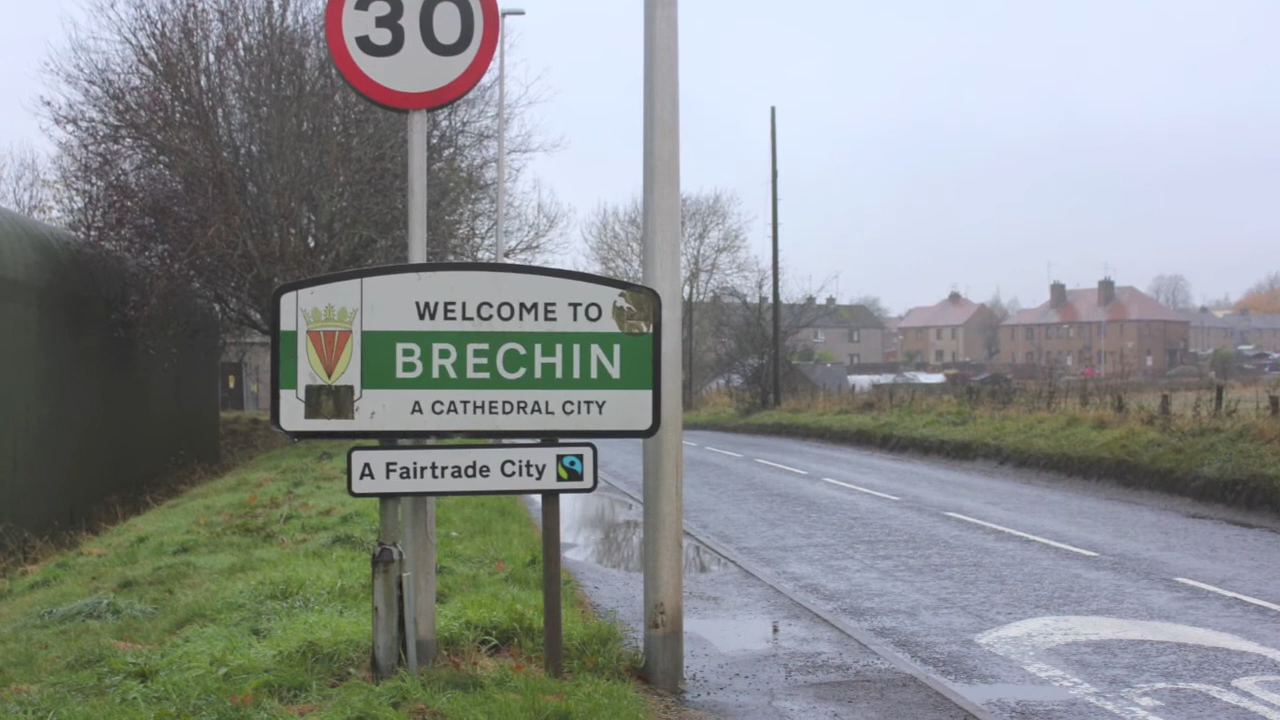 30
WELCOME TO
BRECHIN
A CATHEDRAL CITY
A Fairtrade City